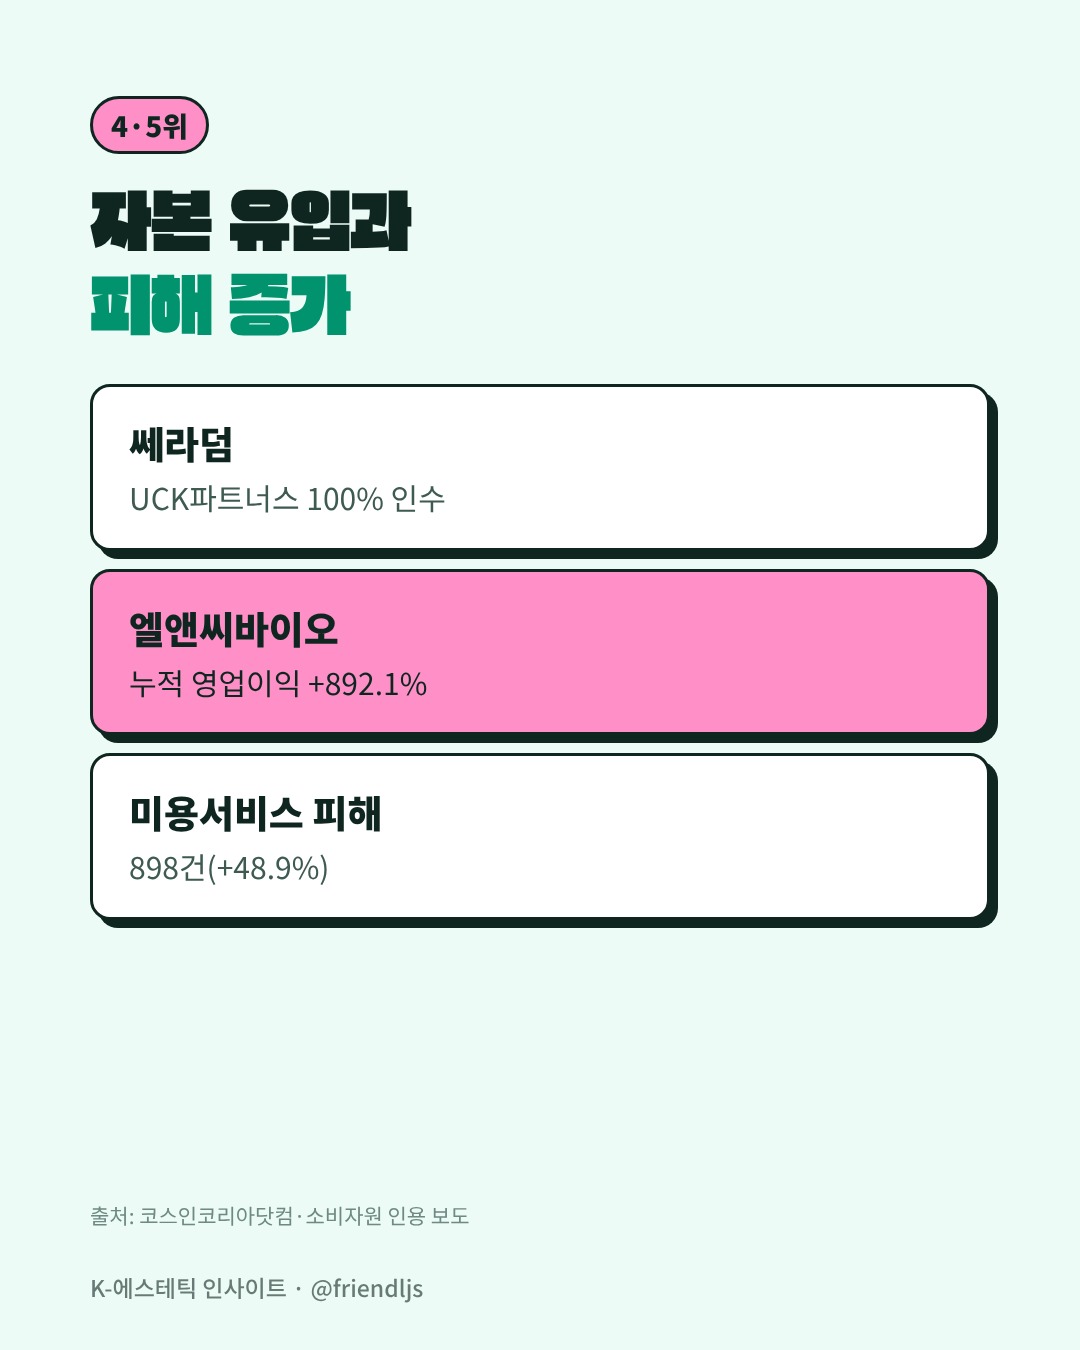 4·5위
자본 유입과
피해 증가
쎄라덤
UCK파트너스 100% 인수
엘앤씨바이오
누적 영업이익 +892.1%
미용서비스 피해
898건(+48.9%)
출처: 코스인코리아닷컴·소비자원 인용 보도
K-에스테틱 인사이트 · @friendljs